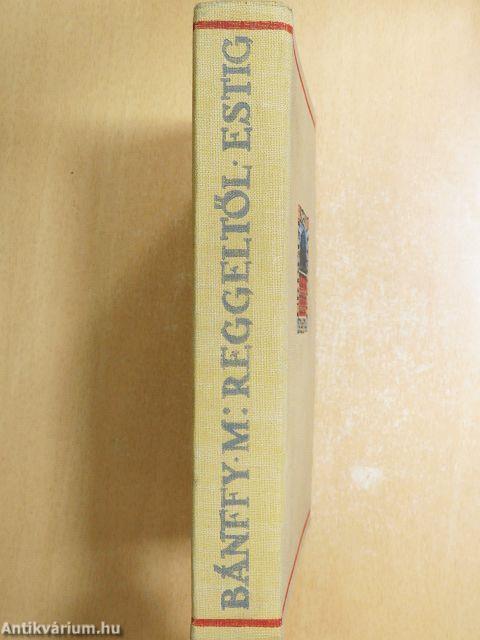 BÁNFFY · M: REGGELTŐL · ESTIG
Antikvárium.hu